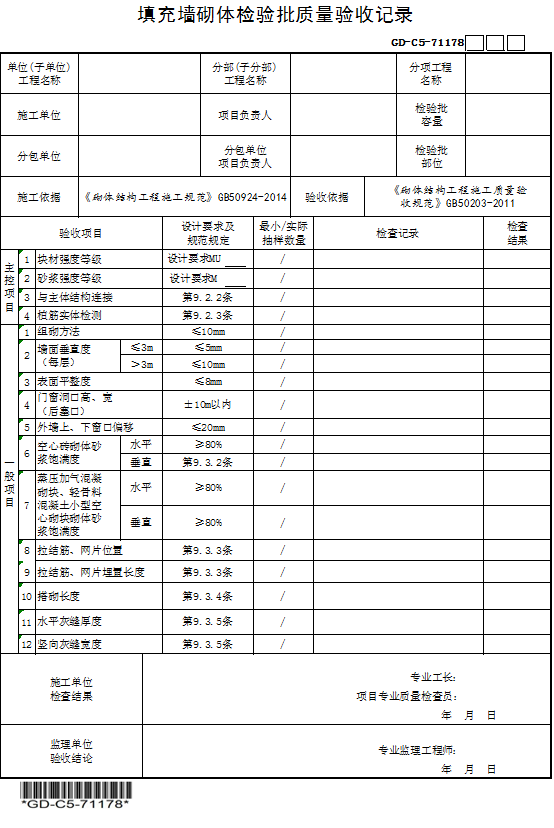 填充墙砌体检验批质量验收记录
GD-C5-71178
单位(子单位)
工程名称
分部(子分部)
工程名称
分项工程
名称
施工单位
项目负责人
检验批
容量
分包单位
分包单位
项目负责人
检验批
部位
施工依据
《砌体结构工程施工规范》GB50924-2014
验收依据
《砌体结构工程施工质量验
收规范》GB50203-2011
验收项目
设计要求及
规范规定
最小/实际
抽样数量
检查记录
检查
结果
主控项目
1 块材强度等级 设计要求MU ___ /
2 砂浆强度等级 设计要求M ___ /
3 与主体结构连接 第9.2.2条 /
4 植筋实体检测 第9.2.3条 /
一般项目
1 组砌方法 ≤10mm /
2 墙面垂直度
（每层）
≤3m ≤5mm /
>3m ≤10mm /
3 表面平整度 ≤8mm /
4 门窗洞口高、宽
（后塞口）
±10m以内 /
5 外墙上、下窗口偏移 ≤20mm /
6 空心砖砌体砂
浆饱满度
水平 ≥80% /
垂直 第9.3.2条 /
7 蒸压加气混凝
砌块、轻骨料
混凝土小型空
心砌块砌体砂
浆饱满度
水平 ≥80% /
垂直 ≥80% /
8 拉结筋、网片位置 第9.3.3条 /
9 拉结筋、网片埋置长度 第9.3.3条 /
10 搭砌长度 第9.3.4条 /
11 水平灰缝厚度 第9.3.5条 /
12 竖向灰缝宽度 第9.3.5条 /
施工单位
检查结果
专业工长：
项目专业质量检查员：
年 月 日
监理单位
验收结论
专业监理工程师：
年 月 日
*GD-C5-71178*